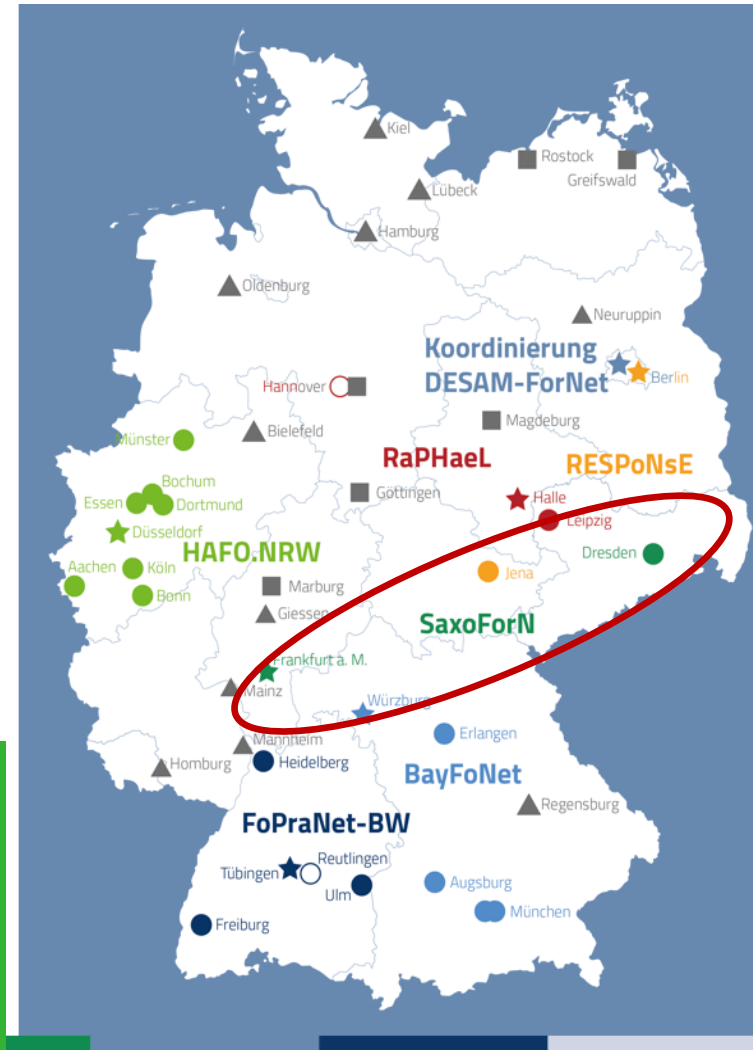 Kiel
Rostock
Greifswald
Lübeck
Hamburg
Oldenburg
Neuruppin
Koordinierung
DESAM-ForNet
Berlin
Hannover
Magdeburg
Bielefeld
Münster
RaPHaeL
RESPoNsE
Göttingen
Bochum
Essen
Dortmund
Halle
Leipzig
Düsseldorf
HAFO.NRW
Dresden
Aachen
Köln
Jena
Bonn
Marburg
Giessen
SaxoForN
Frankfurt a. M.
Mainz
Würzburg
Erlangen
Mannheim
Homburg
Heidelberg
BayFoNet
Regensburg
FoPraNet-BW
Reutlingen
Tübingen
Ulm
Augsburg
München
Freiburg